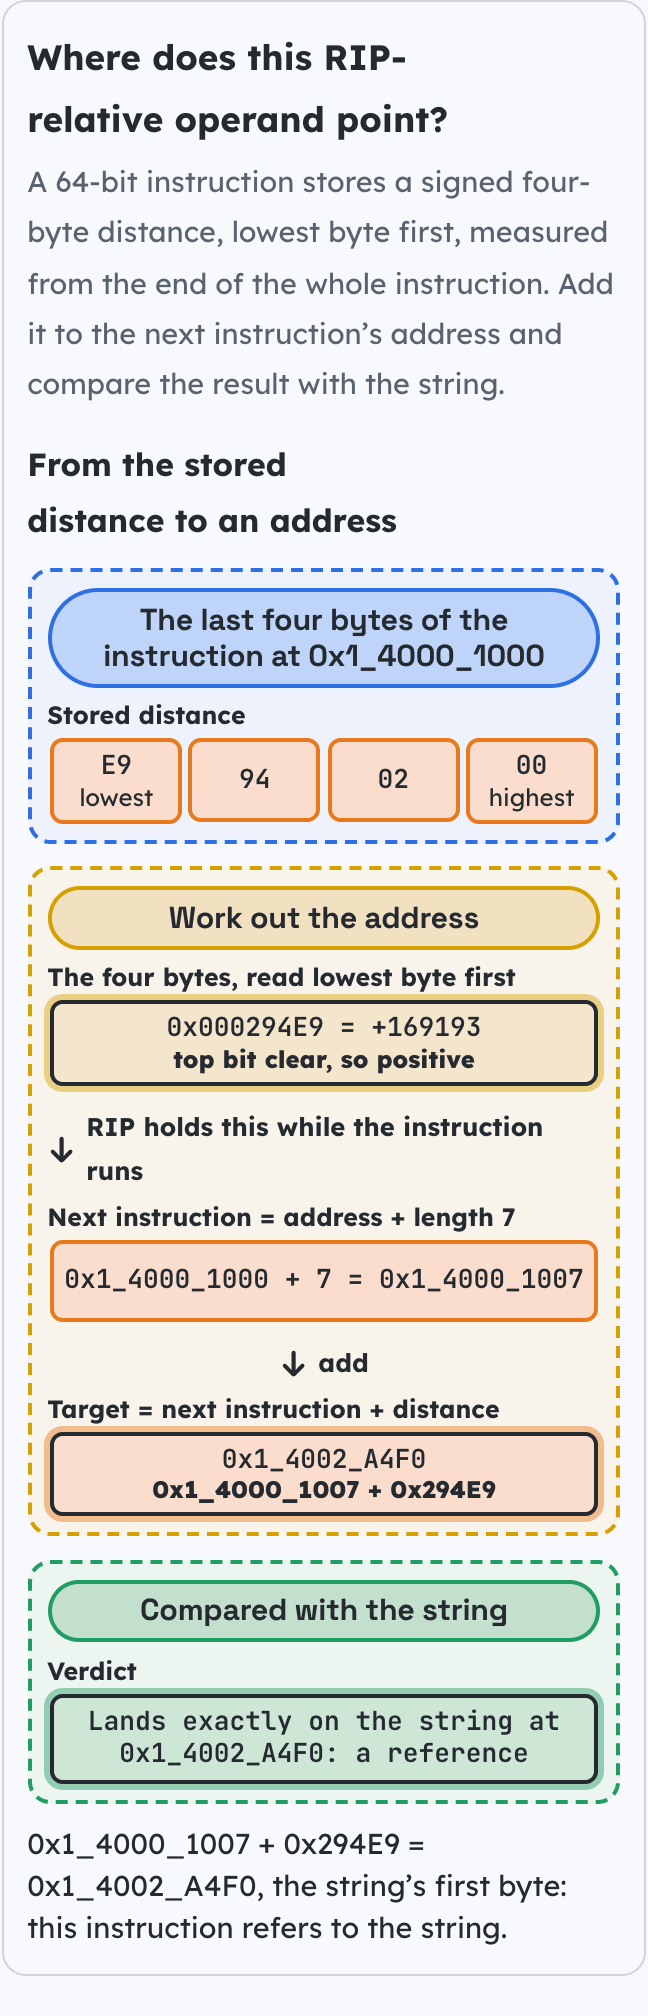 Where does this RIP-
relative operand point?
A 64-bit instruction stores a signed four-
byte distance, lowest byte first, measured
from the end of the whole instruction. Add
it to the next instruction’s address and
compare the result with the string.
From the stored
distance to an address
The last four bytes of the
instruction at 0x1_4000_1000
Stored distance
E9
lowest
94
02
00
highest
Work out the address
The four bytes, read lowest byte first
0x000294E9 = +169193
top bit clear, so positive
↓ RIP holds this while the instruction
runs
Next instruction = address + length 7
0x1_4000_1000 + 7 = 0x1_4000_1007
↓ add
Target = next instruction + distance
0x1_4002_A4F0
0x1_4000_1007 + 0x294E9
Compared with the string
Verdict
Lands exactly on the string at
0x1_4002_A4F0: a reference
0x1_4000_1007 + 0x294E9 =
0x1_4002_A4F0, the string’s first byte:
this instruction refers to the string.